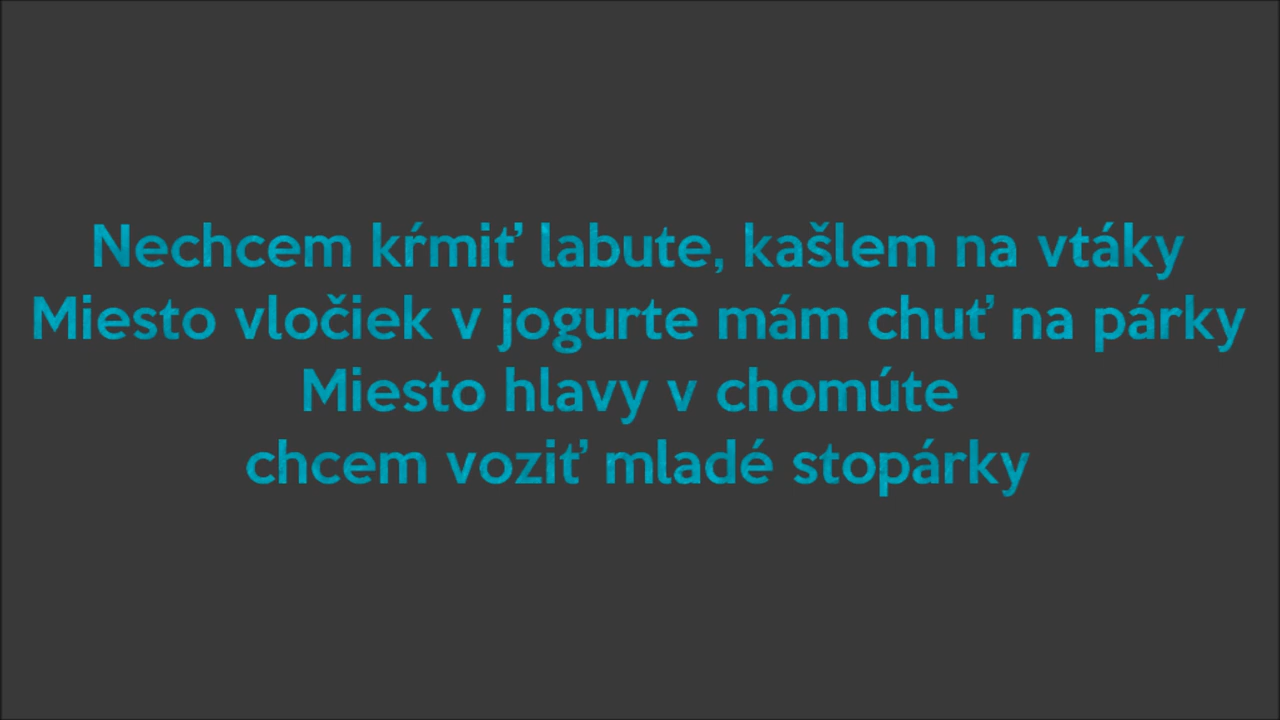 Nechcem kŕmiť labute, kašlem na vtáky
Miesto vločiek v jogurte mám chuť na párky
Miesto hlavy v chomúte
chcem voziť mladé stopárky